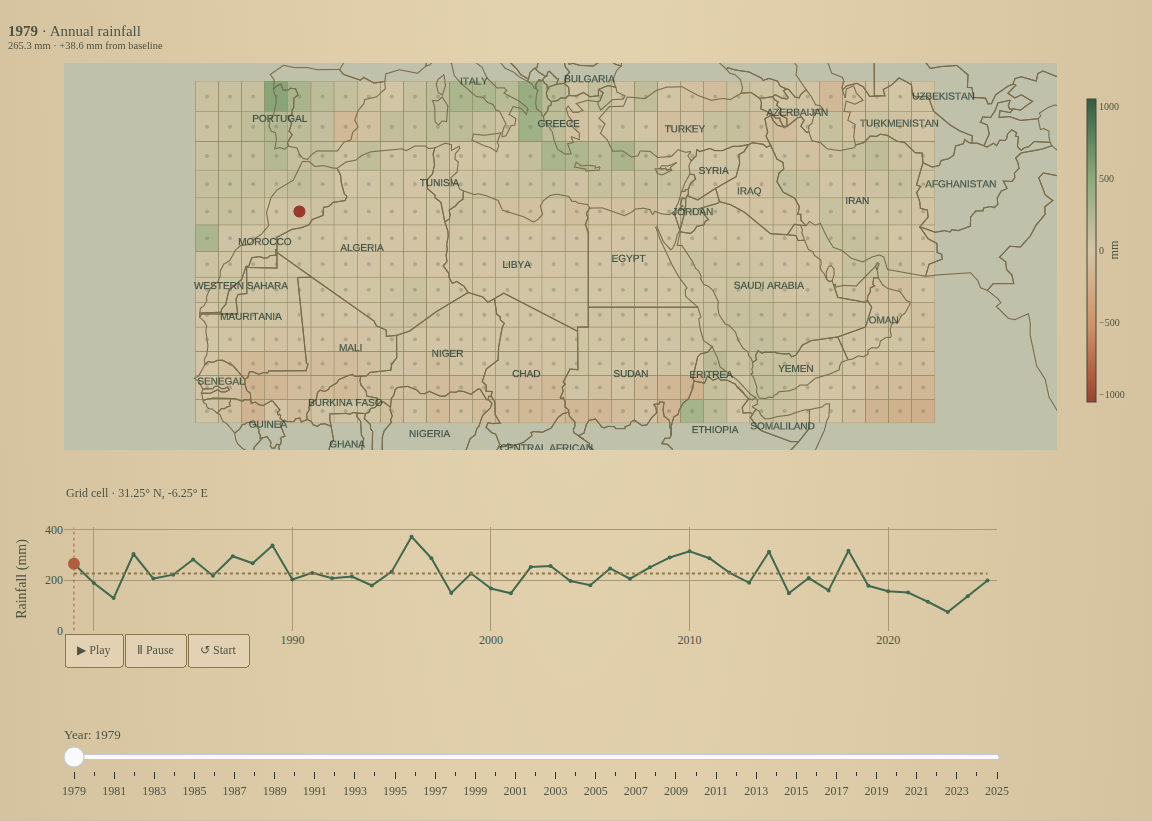 1979 · Annual rainfall
265.3 mm · +38.6 mm from baseline
ITALY
BULGARIA
UZBEKISTAN
PORTUGAL
GREECE
TURKEY
AZERBAIJAN
TURKMENISTAN
TUNISIA
SYRIA
IRAQ
IRAN
AFGHANISTAN
JORDAN
MOROCCO
ALGERIA
LIBYA
EGYPT
WESTERN SAHARA
SAUDI ARABIA
MAURITANIA
OMAN
MALI
NIGER
CHAD
SUDAN
ERITREA
YEMEN
SENEGAL
BURKINA FASO
GUINEA
GHANA
NIGERIA
CENTRAL AFRICAN
ETHIOPIA
SOMALILAND
1000
500
0
−500
−1000
mm
Grid cell · 31.25° N, -6.25° E
Rainfall (mm)
400
200
0
1990
2000
2010
2020
▶ Play
Ⅱ Pause
↺ Start
Year: 1979
1979 1981 1983 1985 1987 1989 1991 1993 1995 1997 1999 2001 2003 2005 2007 2009 2011 2013 2015 2017 2019 2021 2023 2025